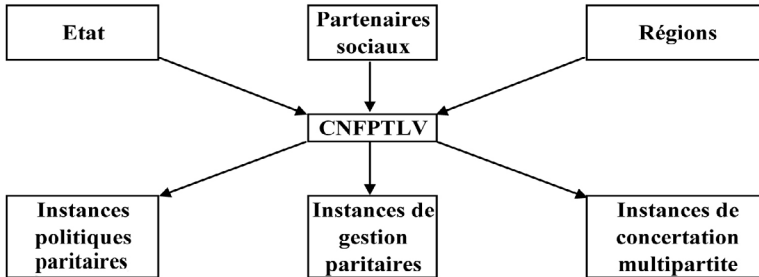 Etat
Partenaires
sociaux
Régions
CNFPTLV
Instances
politiques
paritaires
Instances de
gestion
paritaires
Instances de
concertation
multipartite